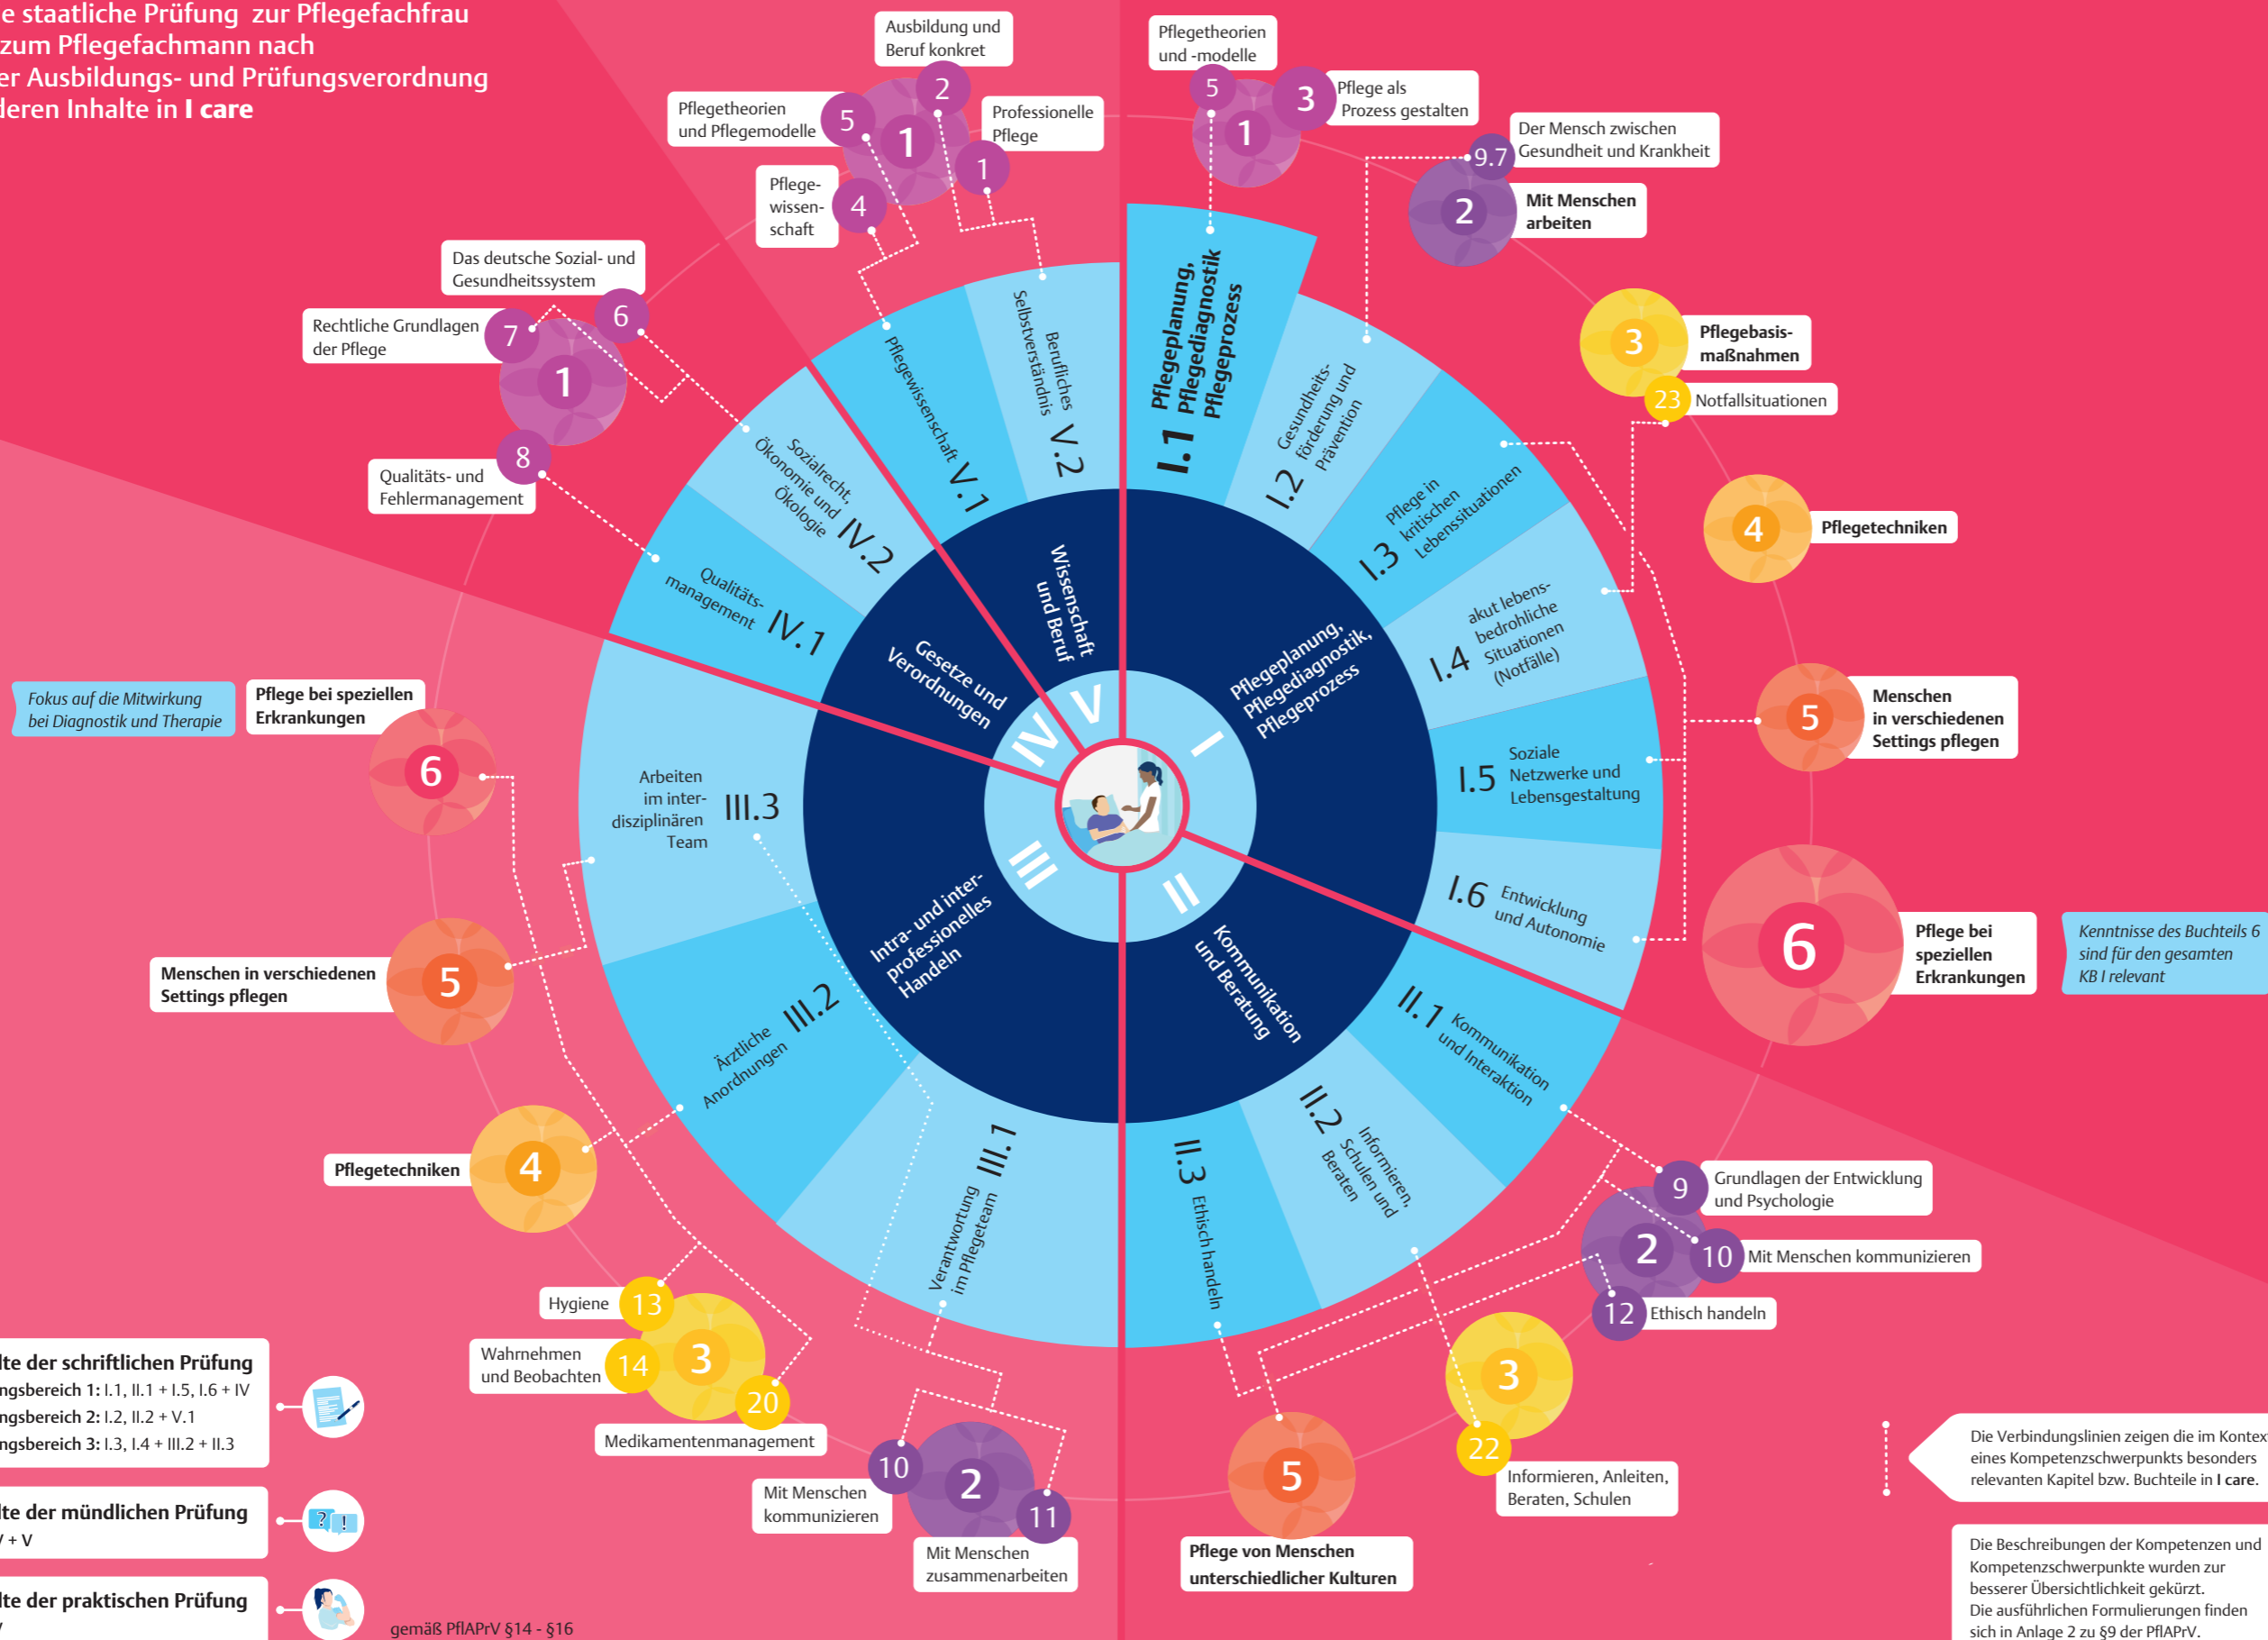 e staatliche Prüfung zur Pflegefachfrau
zum Pflegefachmann nach
er Ausbildungs- und Prüfungsverordnung
deren Inhalte in I care
Ausbildung und
Beruf konkret
2
Pflegetheorien
und Pflegemodelle
5
1
Professionelle
Pflege
1
Pflege-
wissen-
schaft
4
Pflegetheorien
und -modelle
5
3
Pflege als
Prozess gestalten
1
Der Mensch zwischen
Gesundheit und Krankheit
9.7
2
Mit Menschen
arbeiten
Das deutsche Sozial- und
Gesundheitssystem
6
Rechtliche Grundlagen
der Pflege
7
1
8
Qualitäts- und
Fehlermanagement
3
Pflegebasis-
maßnahmen
23
Notfallsituationen
4
Pflegetechniken
5
Menschen
in verschiedenen
Settings pflegen
6
Pflege bei
speziellen
Erkrankungen
Kenntnisse des Buchteils 6
sind für den gesamten
KB I relevant
I.1
Pflegeplanung,
Pflegediagnostik
Pflegeprozess
I.2
Gesundheits-
förderung und
Prävention
I.3
Pflege in
kritischen
Lebenssituationen
I.4
akut lebens-
bedrohliche
Situationen
(Notfälle)
I.5
Soziale
Netzwerke und
Lebensgestaltung
I.6
Entwicklung
und Autonomie
II.1
Kommunikation
und Interaktion
II.2
Informieren,
Schulen und
Beraten
II.3
Ethisch handeln
III.1
Verantwortung
im Pflegeteam
III.2
Ärztliche
Anordnungen
III.3
Arbeiten
im inter-
disziplinären
Team
IV.1
Qualitäts-
management
IV.2
Sozialrecht,
Ökonomie und
Ökologie
V.1
Pflegewissenschaft
V.2
Berufliches
Selbstverständnis
Wissenschaft
und Beruf
V
Pflegeplanung,
Pflegediagnostik,
Pflegeprozess
I
Kommunikation
und Beratung
II
Intra- und inter-
professionelles
Handeln
III
Gesetze und
Verordnungen
IV
Fokus auf die Mitwirkung
bei Diagnostik und Therapie
Pflege bei speziellen
Erkrankungen
6
Menschen in verschiedenen
Settings pflegen
5
Pflegetechniken
4
Hygiene
13
Wahrnehmen
und Beobachten
14
3
20
Medikamentenmanagement
10
Mit Menschen
kommunizieren
2
11
Mit Menschen
zusammenarbeiten
9
Grundlagen der Entwicklung
und Psychologie
2
10
Mit Menschen kommunizieren
12
Ethisch handeln
3
22
Informieren, Anleiten,
Beraten, Schulen
5
Pflege von Menschen
unterschiedlicher Kulturen
lte der schriftlichen Prüfung
ngsbereich 1: I.1, II.1 + I.5, I.6 + IV
ngsbereich 2: I.2, II.2 + V.1
ngsbereich 3: I.3, I.4 + III.2 + II.3
lte der mündlichen Prüfung
V + V
? !
lte der praktischen Prüfung
V
gemäß PflAPrV §14 - §16
Die Verbindungslinien zeigen die im Kontex
eines Kompetenzschwerpunkts besonders
relevanten Kapitel bzw. Buchteile in I care.
Die Beschreibungen der Kompetenzen und
Kompetenzschwerpunkte wurden zur
besserer Übersichtlichkeit gekürzt.
Die ausführlichen Formulierungen finden
sich in Anlage 2 zu §9 der PflAPrV.